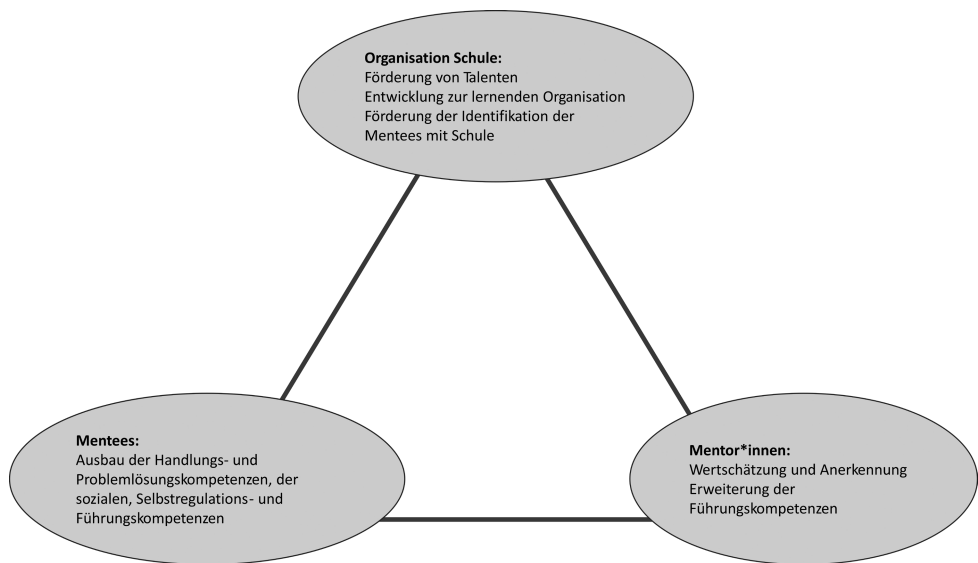 Organisation Schule:
Förderung von Talenten
Entwicklung zur lernenden Organisation
Förderung der Identifikation der
Mentees mit Schule
Mentees:
Ausbau der Handlungs- und
Problemlösungskompetenzen, der
sozialen, Selbstregulations- und
Führungskompetenzen
Mentor*innen:
Wertschätzung und Anerkennung
Erweiterung der
Führungskompetenzen